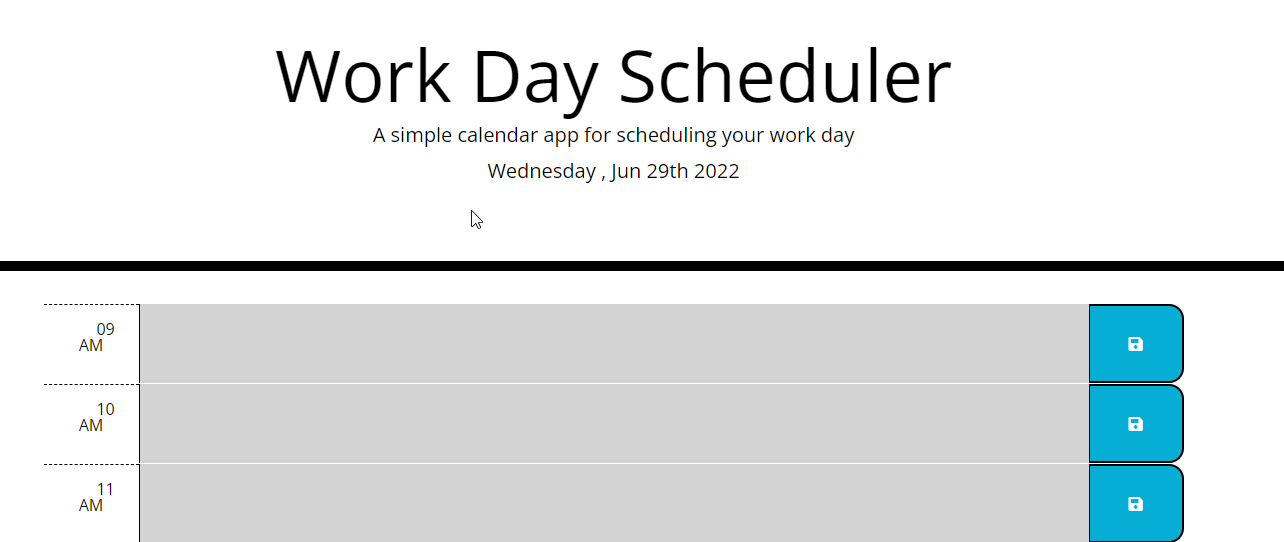 Work Day Scheduler
A simple calendar app for scheduling your work day
Wednesday , Jun 29th 2022
09
AM
10
AM
11
AM